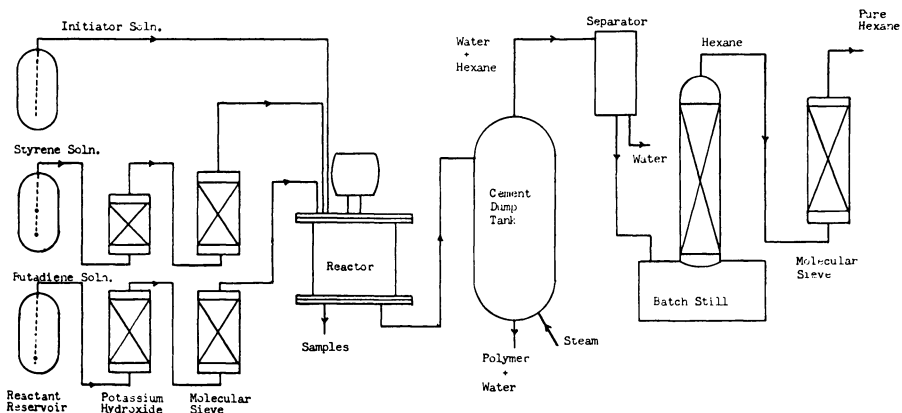 Initiator Soln.
Styrene Soln.
Butadiene Soln.
Reactant
Reservoir
Potassium
Hydroxide
Molecular
Sieve
Reactor
Samples
Water
+
Hexane
Cement
Dump
Tank
Steam
Polymer
+
Water
Separator
Water
Hexane
Batch Still
Pure
Hexane
Molecular
Sieve